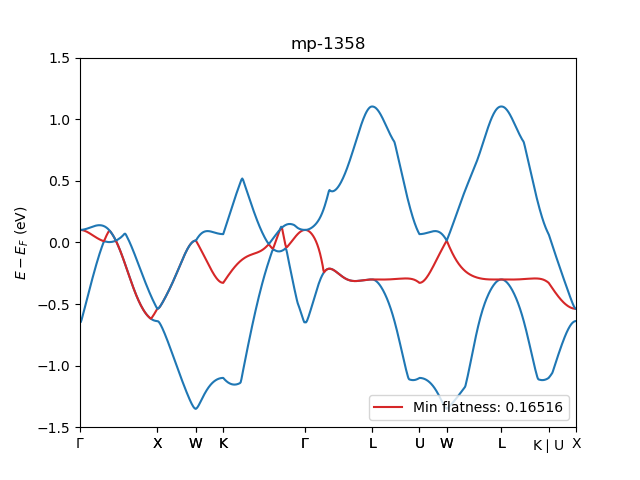 mp-1358
E − E_F (eV)
1.5
1.0
0.5
0.0
−0.5
−1.0
−1.5
Min flatness: 0.16516
Γ X W K Γ L U W L K | U X